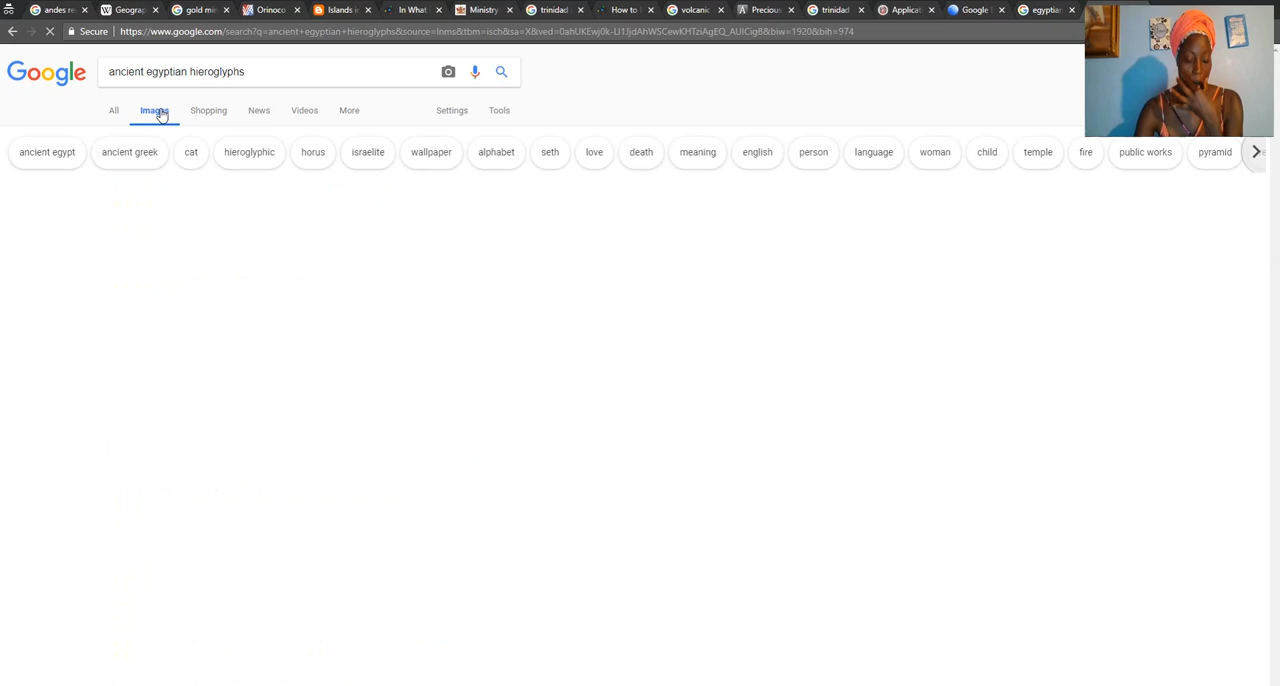 andes re
Geograp
gold mi
Orinoco
Islands i
In What
Ministry
trinidad
How to
volcanic
Precious
trinidad
Applicat
Google
egyptian
Secure https://www.google.com/search?q=ancient+egyptian+hieroglyphs&source=lnms&tbm=isch&sa=X&ved=0ahUKEwj0k-LI1JjdAhWSCewKHTziAgEQ_AUICigB&biw=1920&bih=974
Google ancient egyptian hieroglyphs
All Images Shopping News Videos More Settings Tools
ancient egypt ancient greek cat hieroglyphic horus israelite wallpaper alphabet seth love death meaning english person language woman child temple fire public works pyramid